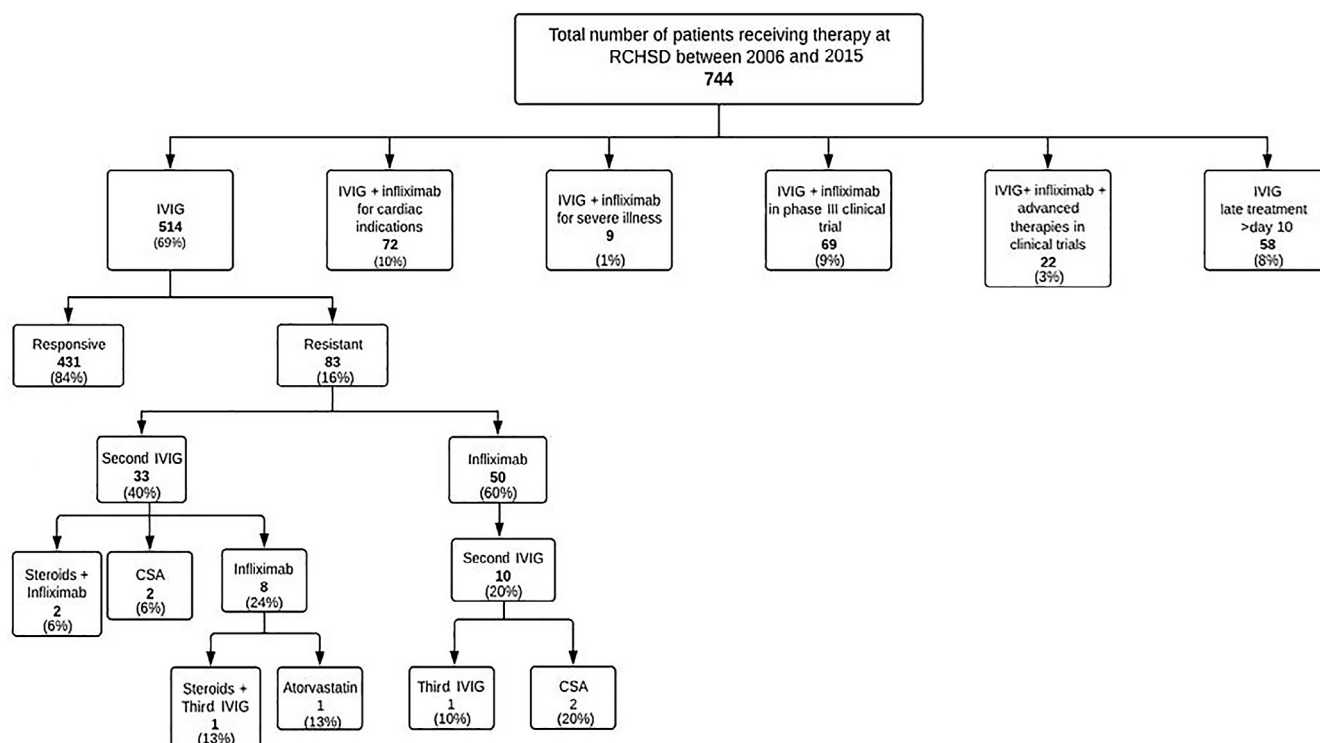 Total number of patients receiving therapy at
RCHSD between 2006 and 2015
744
IVIG
514
(69%)
IVIG + infliximab
for cardiac
indications
72
(10%)
IVIG + infliximab
for severe illness
9
(1%)
IVIG + infliximab
in phase III clinical
trial
69
(9%)
IVIG+ infliximab +
advanced
therapies in
clinical trials
22
(3%)
IVIG
late treatment
>day 10
58
(8%)
Responsive
431
(84%)
Resistant
83
(16%)
Second IVIG
33
(40%)
Infliximab
50
(60%)
Steroids +
Infliximab
2
(6%)
CSA
2
(6%)
Infliximab
8
(24%)
Second IVIG
10
(20%)
Steroids +
Third IVIG
1
(13%)
Atorvastatin
1
(13%)
Third IVIG
1
(10%)
CSA
2
(20%)